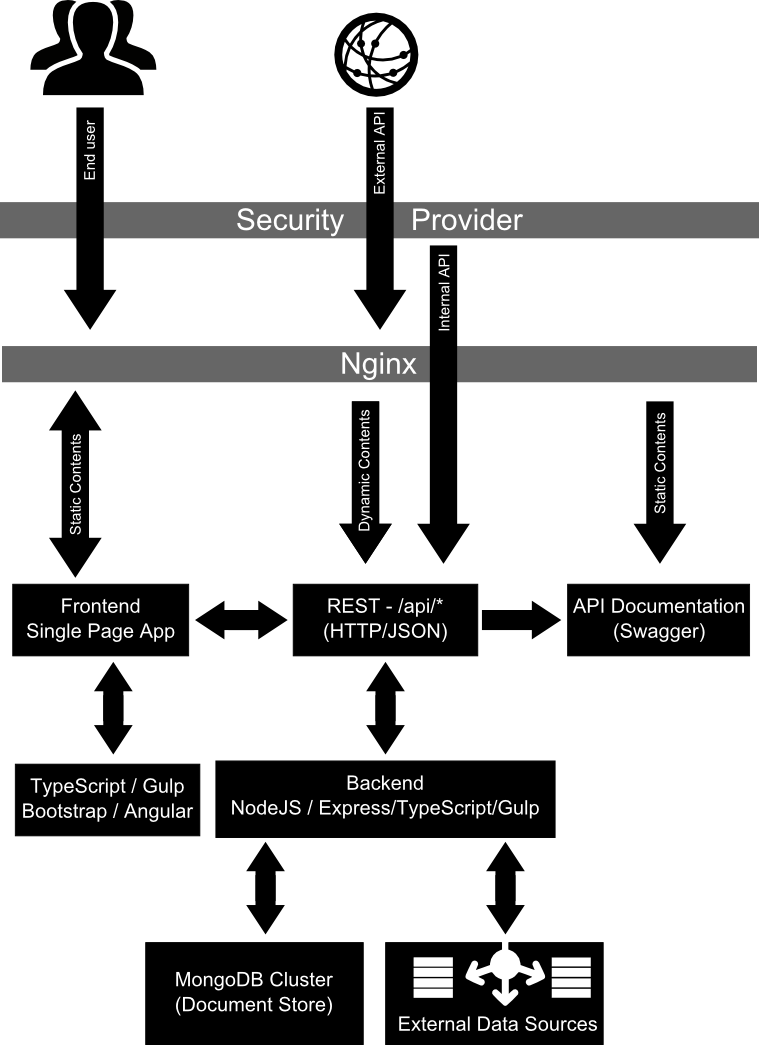 End user
External API
Security Provider
Internal API
Nginx
Static Contents
Dynamic Contents
Static Contents
Frontend
Single Page App
REST - /api/*
(HTTP/JSON)
API Documentation
(Swagger)
TypeScript / Gulp
Bootstrap / Angular
Backend
NodeJS / Express/TypeScript/Gulp
MongoDB Cluster
(Document Store)
External Data Sources